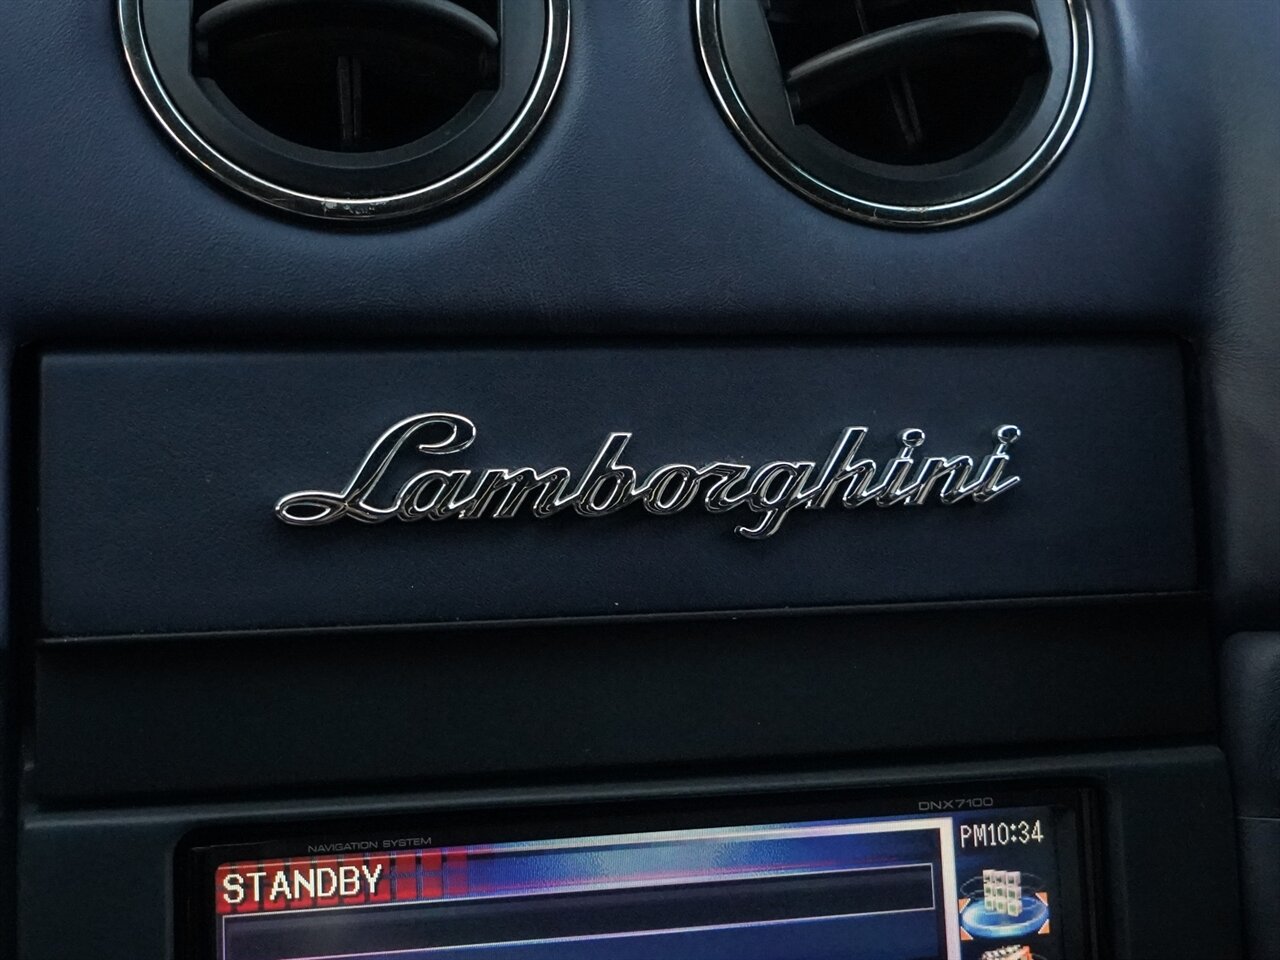 Lamborghini
DNX7100
NAVIGATION SYSTEM
PM10:34
STANDBY